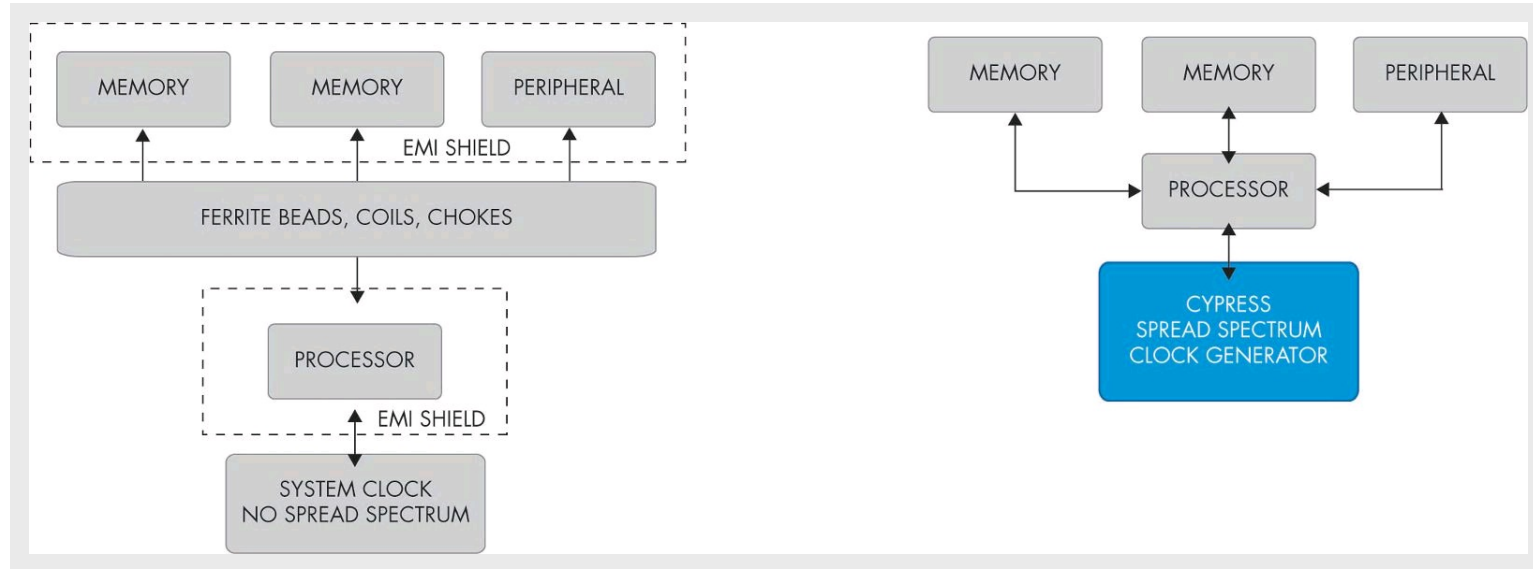 MEMORY
MEMORY
PERIPHERAL
EMI SHIELD
FERRITE BEADS, COILS, CHOKES
PROCESSOR
EMI SHIELD
SYSTEM CLOCK
NO SPREAD SPECTRUM
MEMORY
MEMORY
PERIPHERAL
PROCESSOR
CYPRESS
SPREAD SPECTRUM
CLOCK GENERATOR